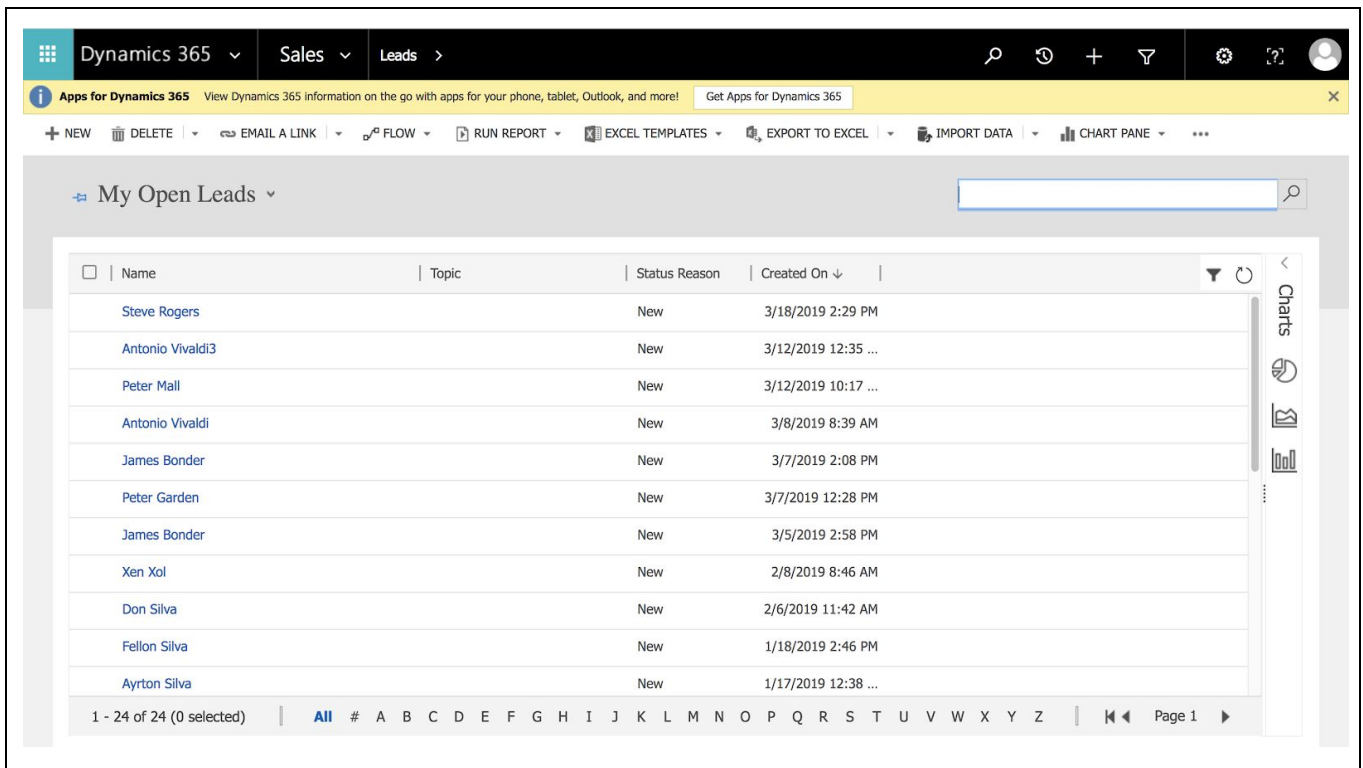 Dynamics 365 Sales Leads >
Apps for Dynamics 365 View Dynamics 365 information on the go with apps for your phone, tablet, Outlook, and more! Get Apps for Dynamics 365
NEW DELETE EMAIL A LINK FLOW RUN REPORT EXCEL TEMPLATES EXPORT TO EXCEL IMPORT DATA CHART PANE ...
My Open Leads
Name Topic Status Reason Created On ↓
Steve Rogers New 3/18/2019 2:29 PM
Antonio Vivaldi3 New 3/12/2019 12:35 ...
Peter Mall New 3/12/2019 10:17 ...
Antonio Vivaldi New 3/8/2019 8:39 AM
James Bonder New 3/7/2019 2:08 PM
Peter Garden New 3/7/2019 12:28 PM
James Bonder New 3/5/2019 2:58 PM
Xen Xol New 2/8/2019 8:46 AM
Don Silva New 2/6/2019 11:42 AM
Fellon Silva New 1/18/2019 2:46 PM
Ayrton Silva New 1/17/2019 12:38 ...
1 - 24 of 24 (0 selected) All # A B C D E F G H I J K L M N O P Q R S T U V W X Y Z Page 1
Charts